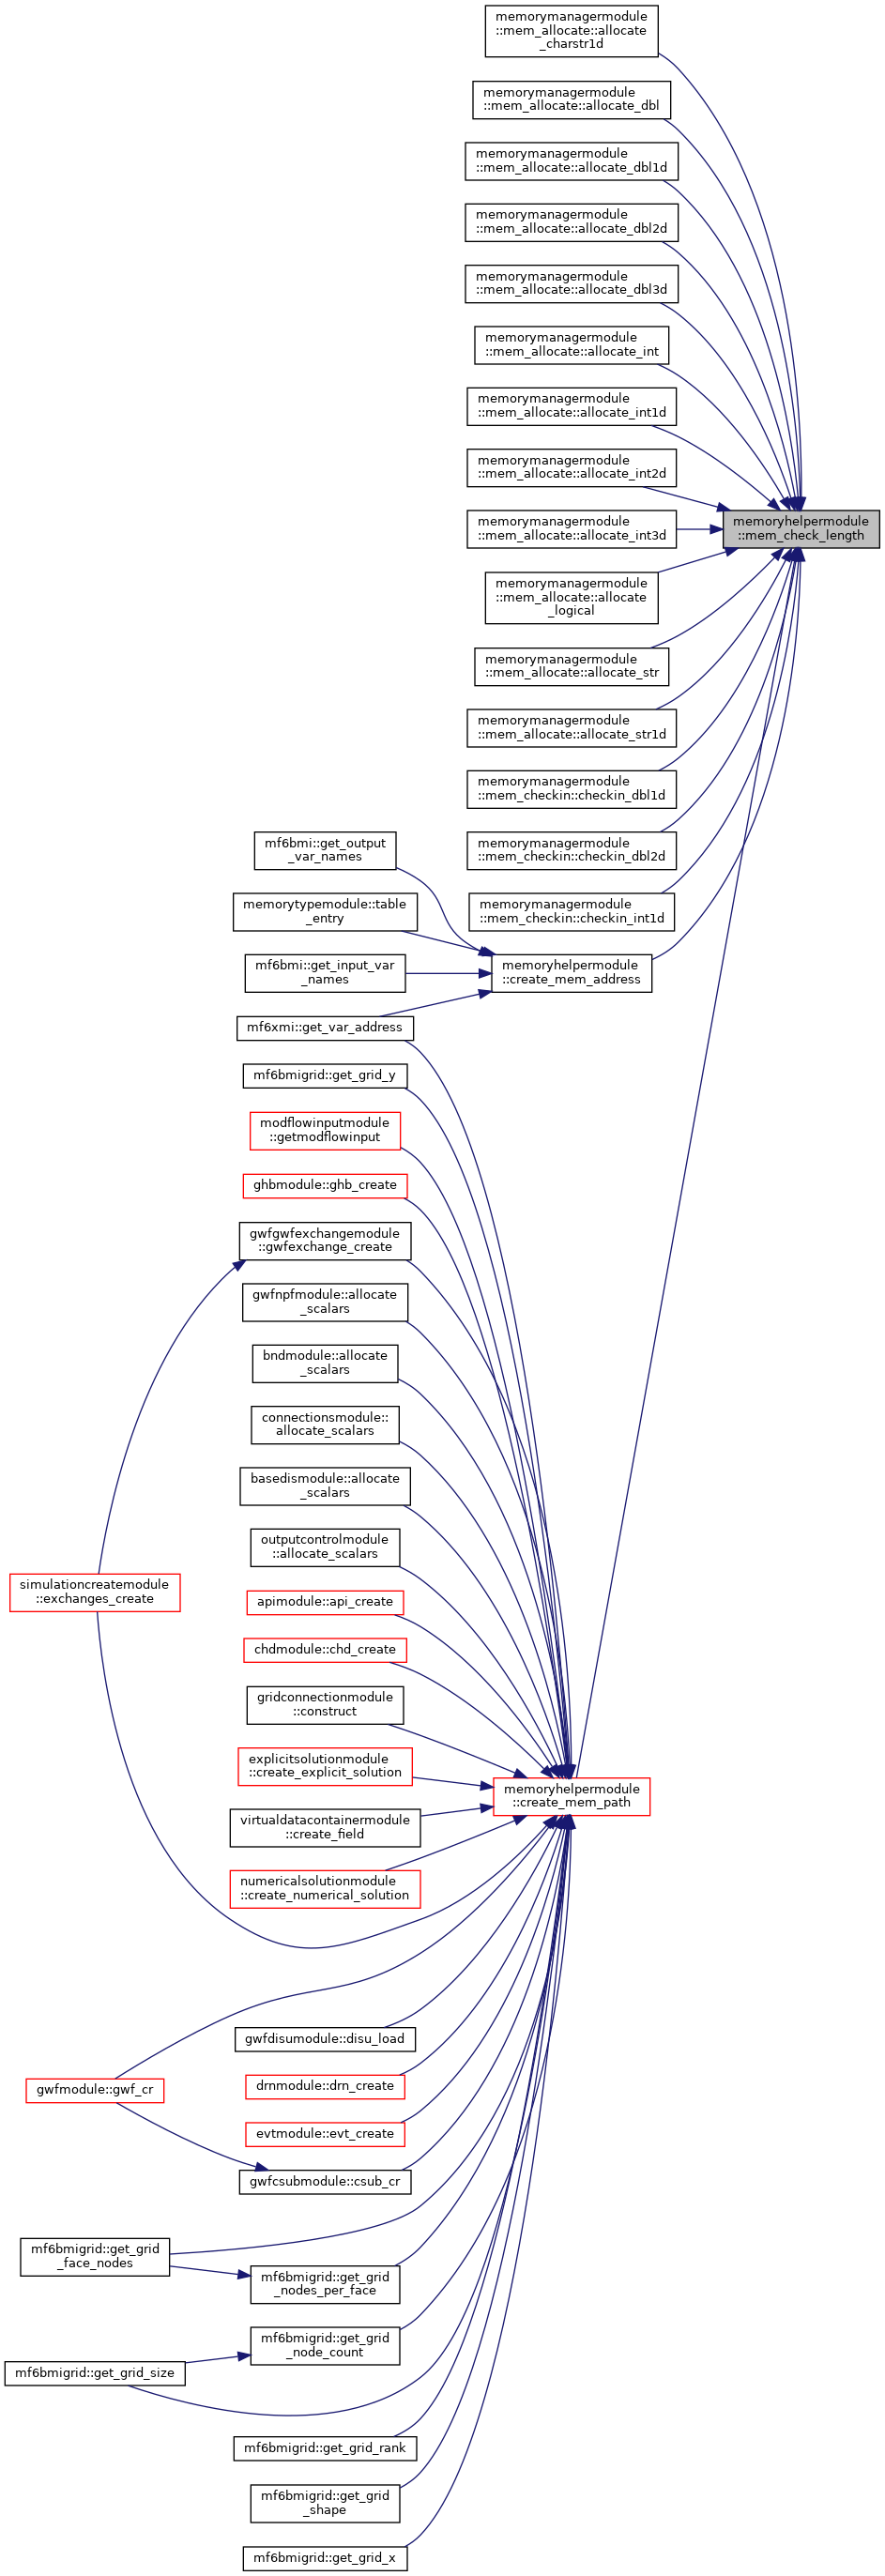 memorymanagermodule
::mem_allocate::allocate
_charstr1d
memorymanagermodule
::mem_allocate::allocate_dbl
memorymanagermodule
::mem_allocate::allocate_dbl1d
memorymanagermodule
::mem_allocate::allocate_dbl2d
memorymanagermodule
::mem_allocate::allocate_dbl3d
memorymanagermodule
::mem_allocate::allocate_int
memorymanagermodule
::mem_allocate::allocate_int1d
memorymanagermodule
::mem_allocate::allocate_int2d
memorymanagermodule
::mem_allocate::allocate_int3d
memoryhelpermodule
::mem_check_length
memorymanagermodule
::mem_allocate::allocate
_logical
memorymanagermodule
::mem_allocate::allocate_str
memorymanagermodule
::mem_allocate::allocate_str1d
memorymanagermodule
::mem_checkin::checkin_dbl1d
memorymanagermodule
::mem_checkin::checkin_dbl2d
memorymanagermodule
::mem_checkin::checkin_int1d
mf6bmi::get_output
_var_names
memorytypemodule::table
_entry
mf6bmi::get_input_var
_names
memoryhelpermodule
::create_mem_address
mf6xmi::get_var_address
mf6bmigrid::get_grid_y
modflowinputmodule
::getmodflowinput
ghbmodule::ghb_create
gwfgwfexchangemodule
::gwfexchange_create
gwfnpfmodule::allocate
_scalars
bndmodule::allocate
_scalars
connectionsmodule::
allocate_scalars
basedismodule::allocate
_scalars
outputcontrolmodule
::allocate_scalars
simulationcreatemodule
::exchanges_create
apimodule::api_create
chdmodule::chd_create
gridconnectionmodule
::construct
explicitsolutionmodule
::create_explicit_solution
memoryhelpermodule
::create_mem_path
virtualdatacontainermodule
::create_field
numericalsolutionmodule
::create_numerical_solution
gwfdisumodule::disu_load
gwfmodule::gwf_cr
drnmodule::drn_create
evtmodule::evt_create
gwfcsubmodule::csub_cr
mf6bmigrid::get_grid
_face_nodes
mf6bmigrid::get_grid
_nodes_per_face
mf6bmigrid::get_grid
_node_count
mf6bmigrid::get_grid_size
mf6bmigrid::get_grid_rank
mf6bmigrid::get_grid
_shape
mf6bmigrid::get_grid_x